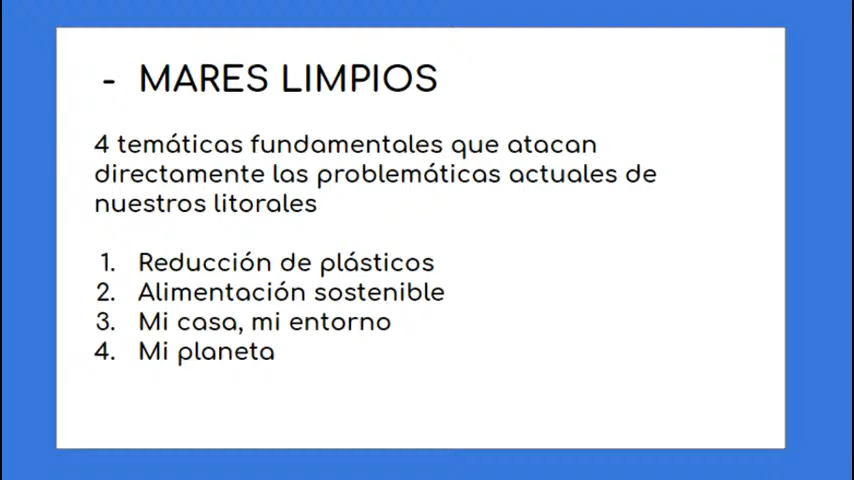 - MARES LIMPIOS
4 temáticas fundamentales que atacan
directamente las problemáticas actuales de
nuestros litorales
1. Reducción de plásticos
2. Alimentación sostenible
3. Mi casa, mi entorno
4. Mi planeta